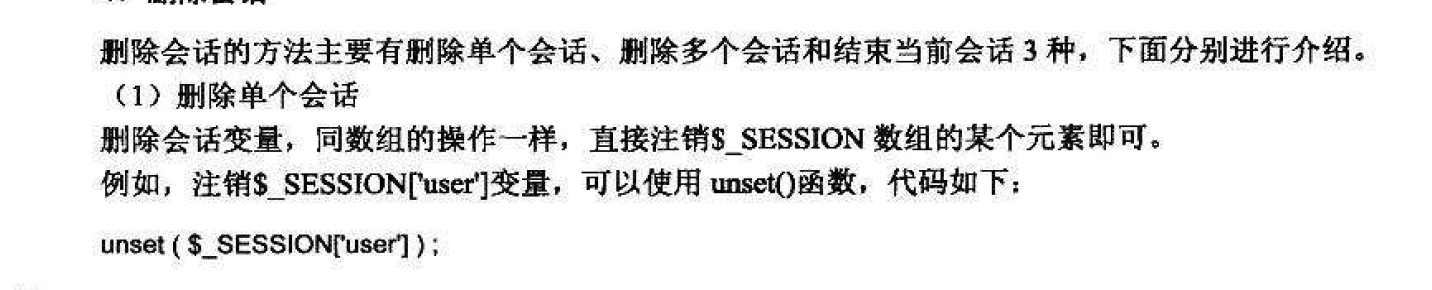 删除会话的方法主要有删除单个会话、删除多个会话和结束当前会话 3 种，下面分别进行介绍。
（1）删除单个会话
删除会话变量，同数组的操作一样，直接注销$_SESSION 数组的某个元素即可。
例如，注销$_SESSION['user']变量，可以使用 unset()函数，代码如下：
unset ( $_SESSION['user'] ) ;